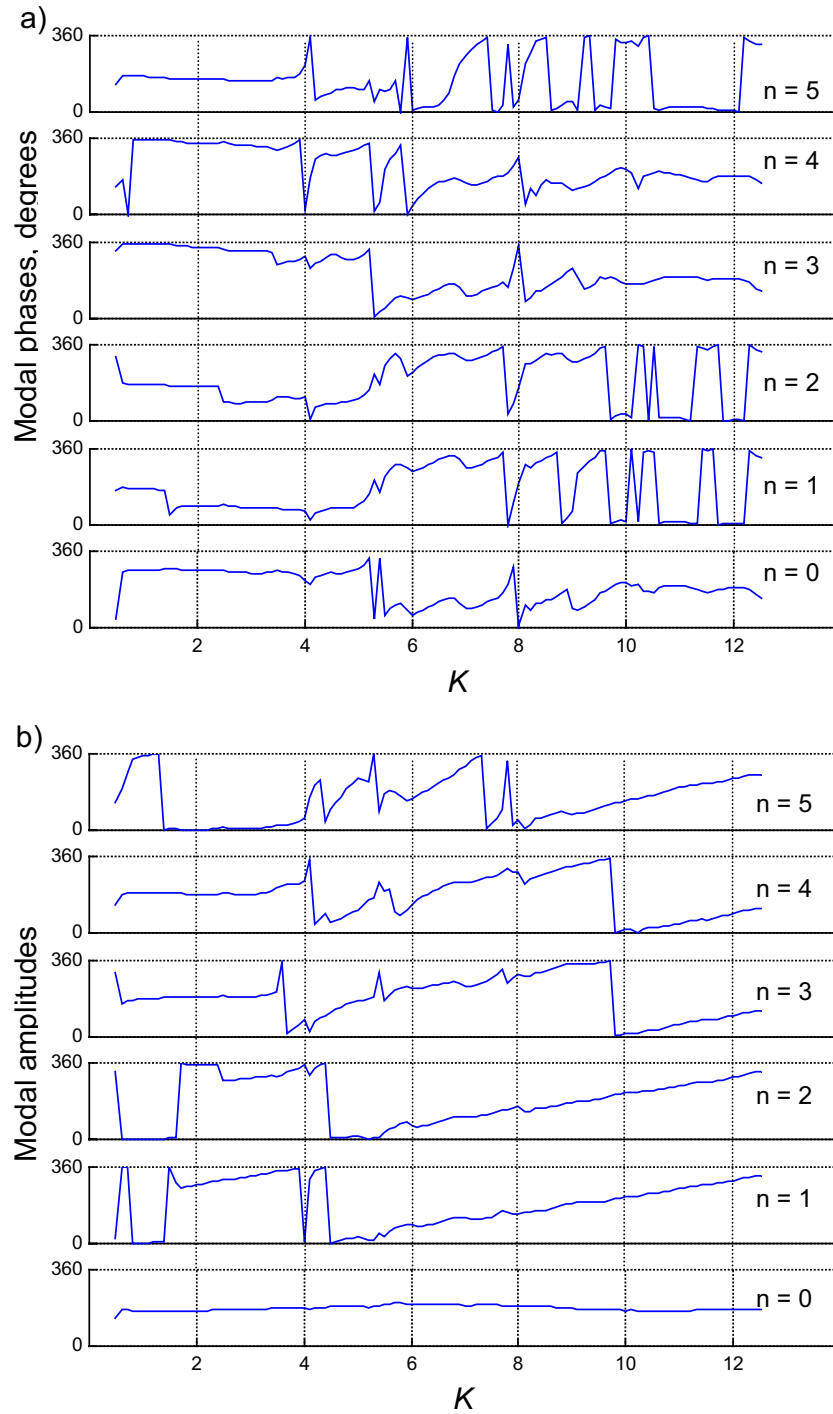 a)
360
0
n = 5
360
0
n = 4
360
0
n = 3
360
0
n = 2
360
0
n = 1
360
n = 0
2 4 6 8 10 12
K
Modal phases, degrees
b)
360
0
n = 5
360
0
n = 4
360
0
n = 3
360
0
n = 2
360
0
n = 1
360
0
n = 0
2 4 6 8 10 12
K
Modal amplitudes